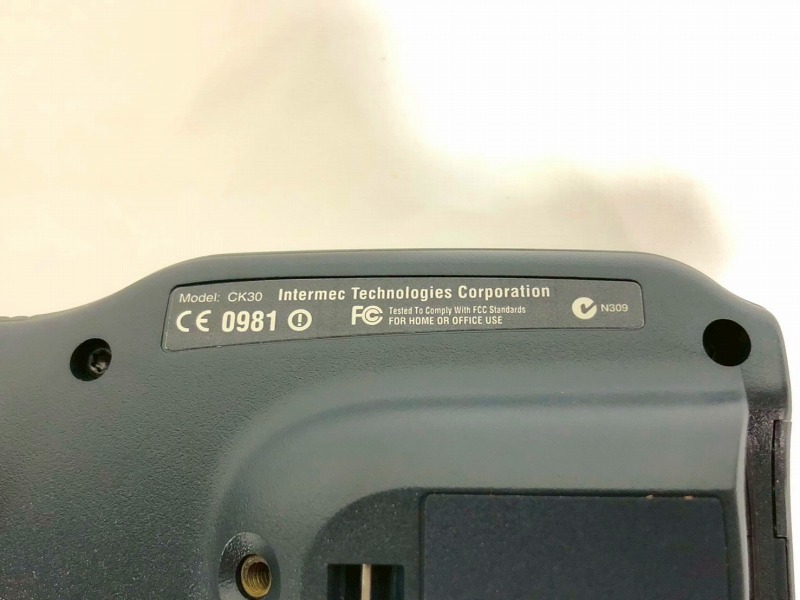 Model: CK30 Intermec Technologies Corporation
CE 0981 FC Tested To Comply With FCC Standards N309
FOR HOME OR OFFICE USE